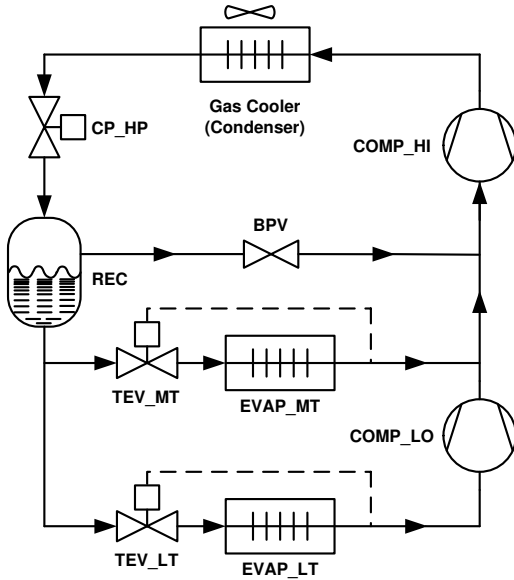 Gas Cooler
(Condenser)
CP_HP
COMP_HI
BPV
REC
TEV_MT
EVAP_MT
COMP_LO
TEV_LT
EVAP_LT